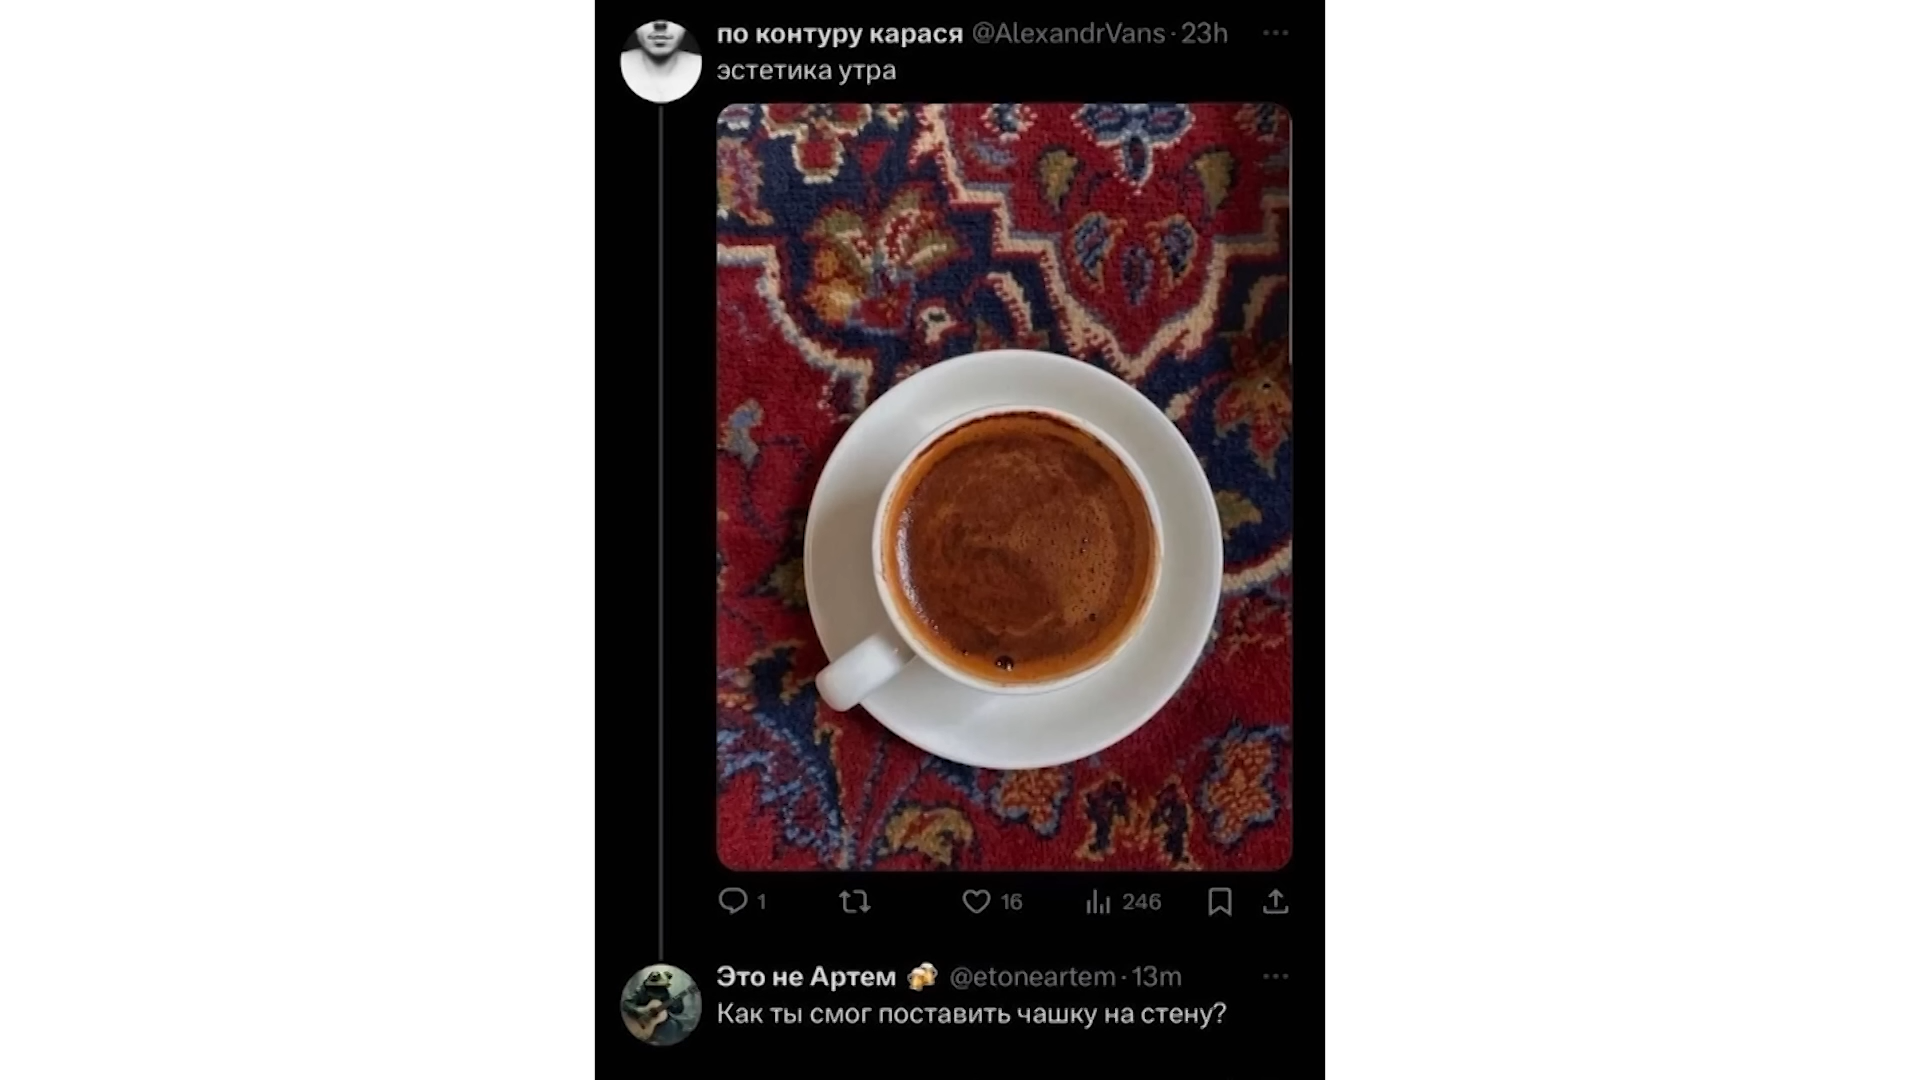 по контуру карася @AlexandrVans · 23h
эстетика утра
1 16 246
Это не Артем 🍻 @etoneartem · 13m
Как ты смог поставить чашку на стену?